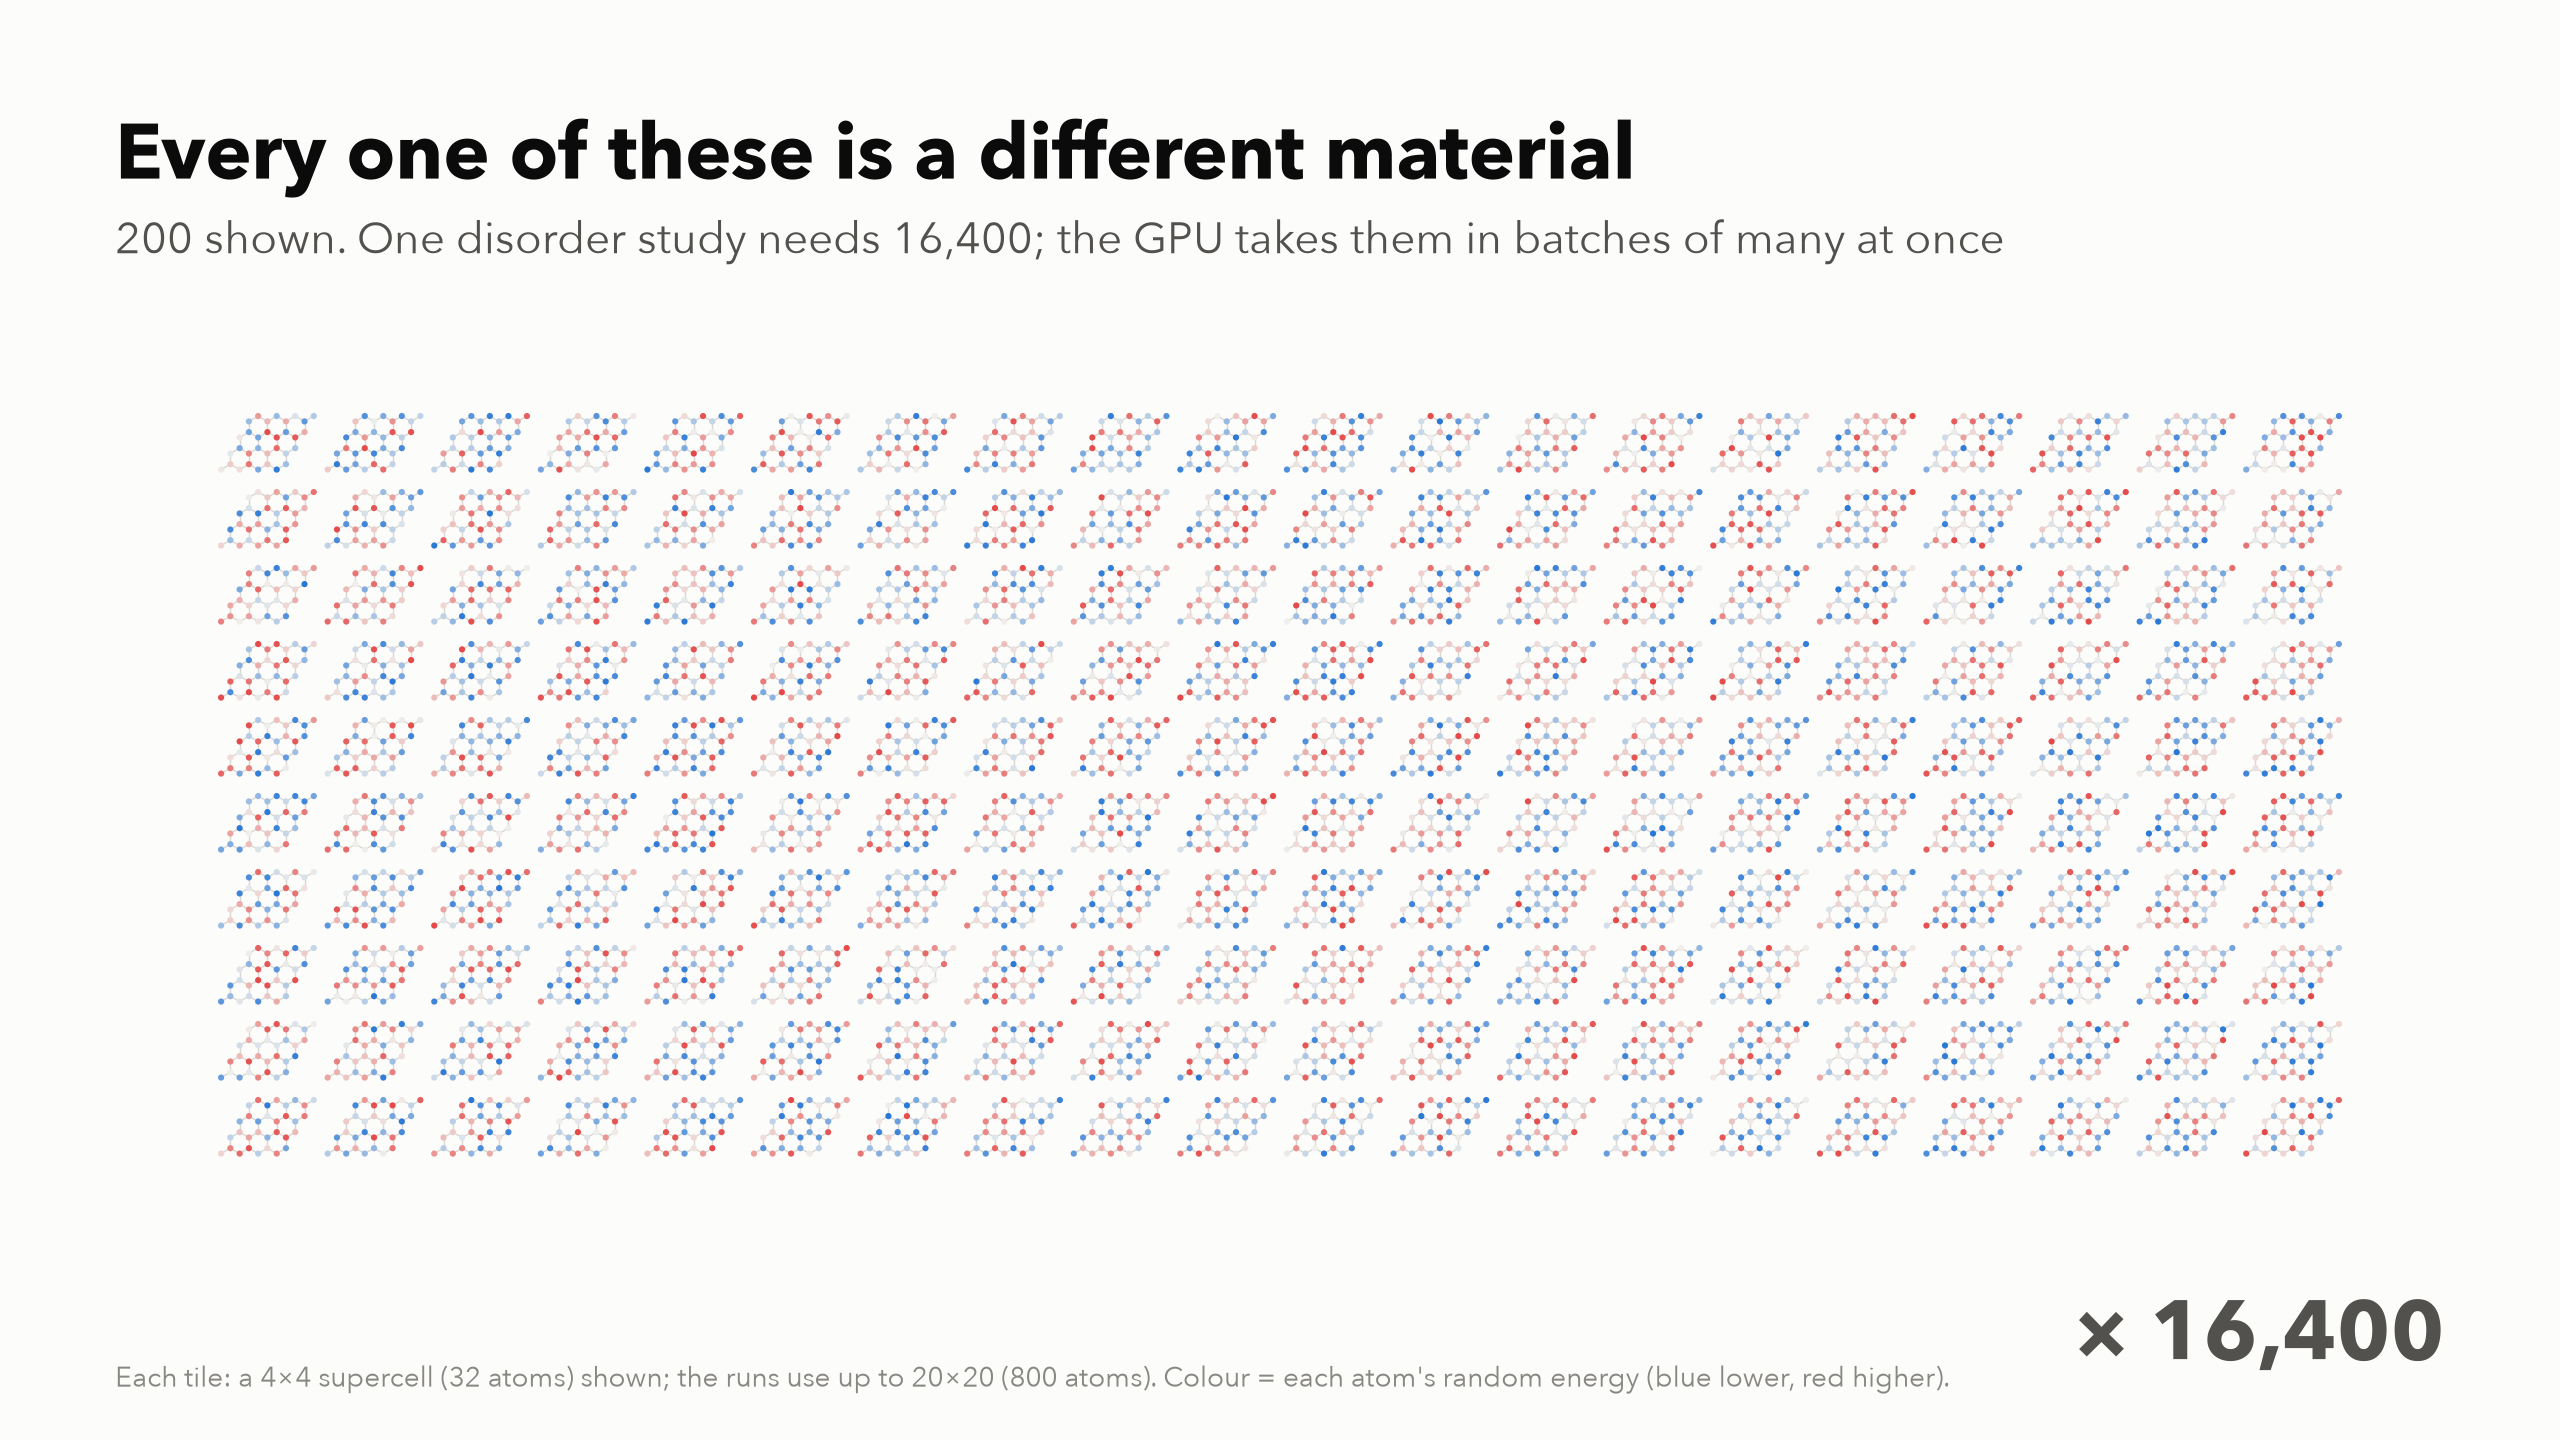 Every one of these is a different material
200 shown. One disorder study needs 16,400; the GPU takes them in batches of many at once
× 16,400
Each tile: a 4×4 supercell (32 atoms) shown; the runs use up to 20×20 (800 atoms). Colour = each atom's random energy (blue lower, red higher).